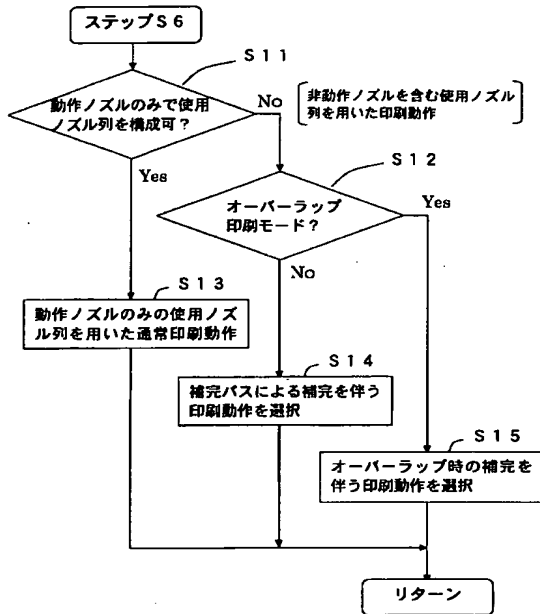 ステップS6
S11
動作ノズルのみで使用
ノズル列を構成可?
No
非動作ノズルを含む使用ノズル
列を用いた印刷動作
S12
Yes
オーバーラップ
印刷モード?
Yes
No
S13
動作ノズルのみの使用ノズ
ル列を用いた通常印刷動作
S14
補完パスによる補完を伴う
印刷動作を選択
S15
オーバーラップ時の補完を
伴う印刷動作を選択
リターン